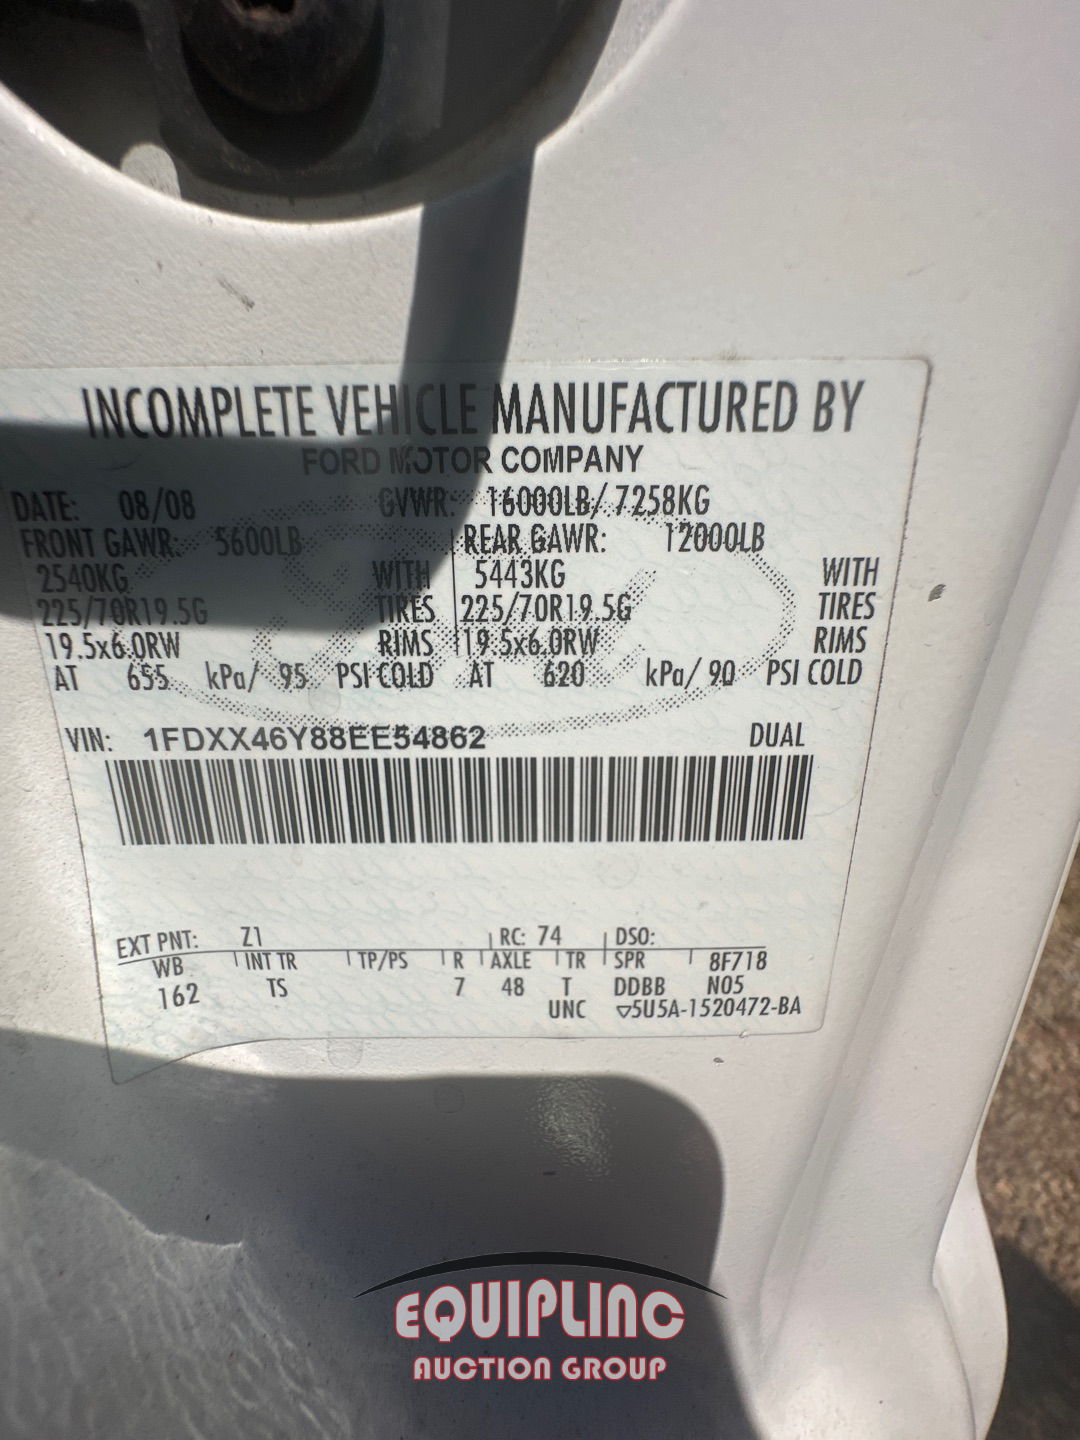 INCOMPLETE VEHICLE MANUFACTURED BY
FORD MOTOR COMPANY
DATE: 08/08 GVWR: 16000LB/ 7258KG
FRONT GAWR: 5600LB REAR GAWR: 12000LB
2540KG WITH 5443KG WITH
225/70R19.5G TIRES 225/70R19.5G TIRES
19.5x6.0RW RIMS 19.5x6.0RW RIMS
AT 655 kPa/ 95 PSI COLD AT 620 kPa/ 90 PSI COLD
VIN: 1FDXX46Y88EE54862 DUAL
EXT PNT: Z1 RC: 74 DSO:
WB INT TR TP/PS R AXLE TR SPR 8F718
162 TS 7 48 T DDBB N05
UNC ▽5U5A-1520472-BA
EQUIPLINC
AUCTION GROUP